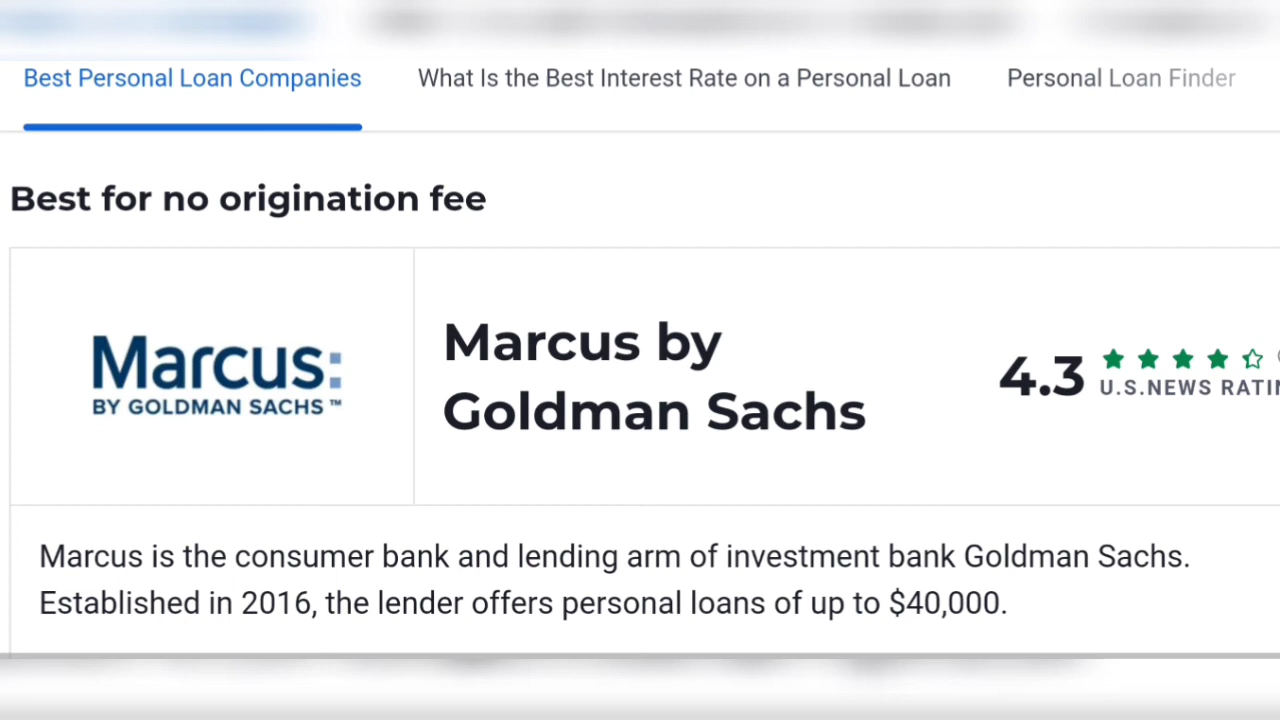 Best Personal Loan Companies What Is the Best Interest Rate on a Personal Loan Personal Loan Finder
Best for no origination fee
Marcus:
BY GOLDMAN SACHS™
Marcus by
Goldman Sachs
4.3
U.S.NEWS
Marcus is the consumer bank and lending arm of investment bank Goldman Sachs.
Established in 2016, the lender offers personal loans of up to $40,000.